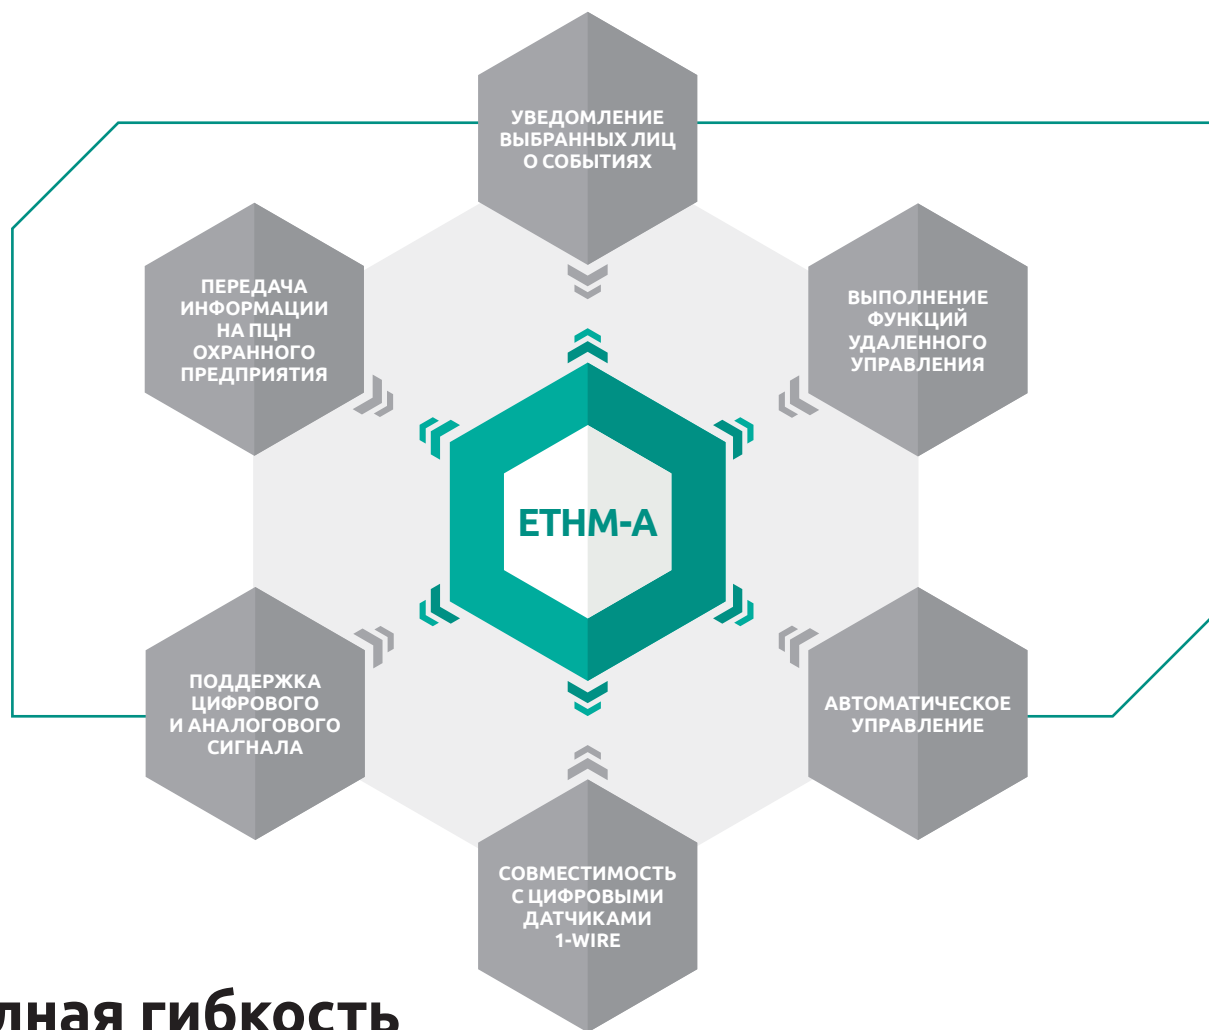 УВЕДОМЛЕНИЕ
ВЫБРАННЫХ ЛИЦ
О СОБЫТИЯХ
ПЕРЕДАЧА
ИНФОРМАЦИИ
НА ПЦН
ОХРАННОГО
ПРЕДПРИЯТИЯ
ВЫПОЛНЕНИЕ
ФУНКЦИЙ
УДАЛЕННОГО
УПРАВЛЕНИЯ
ETHM-A
ПОДДЕРЖКА
ЦИФРОВОГО
И АНАЛОГОВОГО
СИГНАЛА
АВТОМАТИЧЕСКОЕ
УПРАВЛЕНИЕ
СОВМЕСТИМОСТЬ
С ЦИФРОВЫМИ
ДАТЧИКАМИ
1-WIRE
гибкость